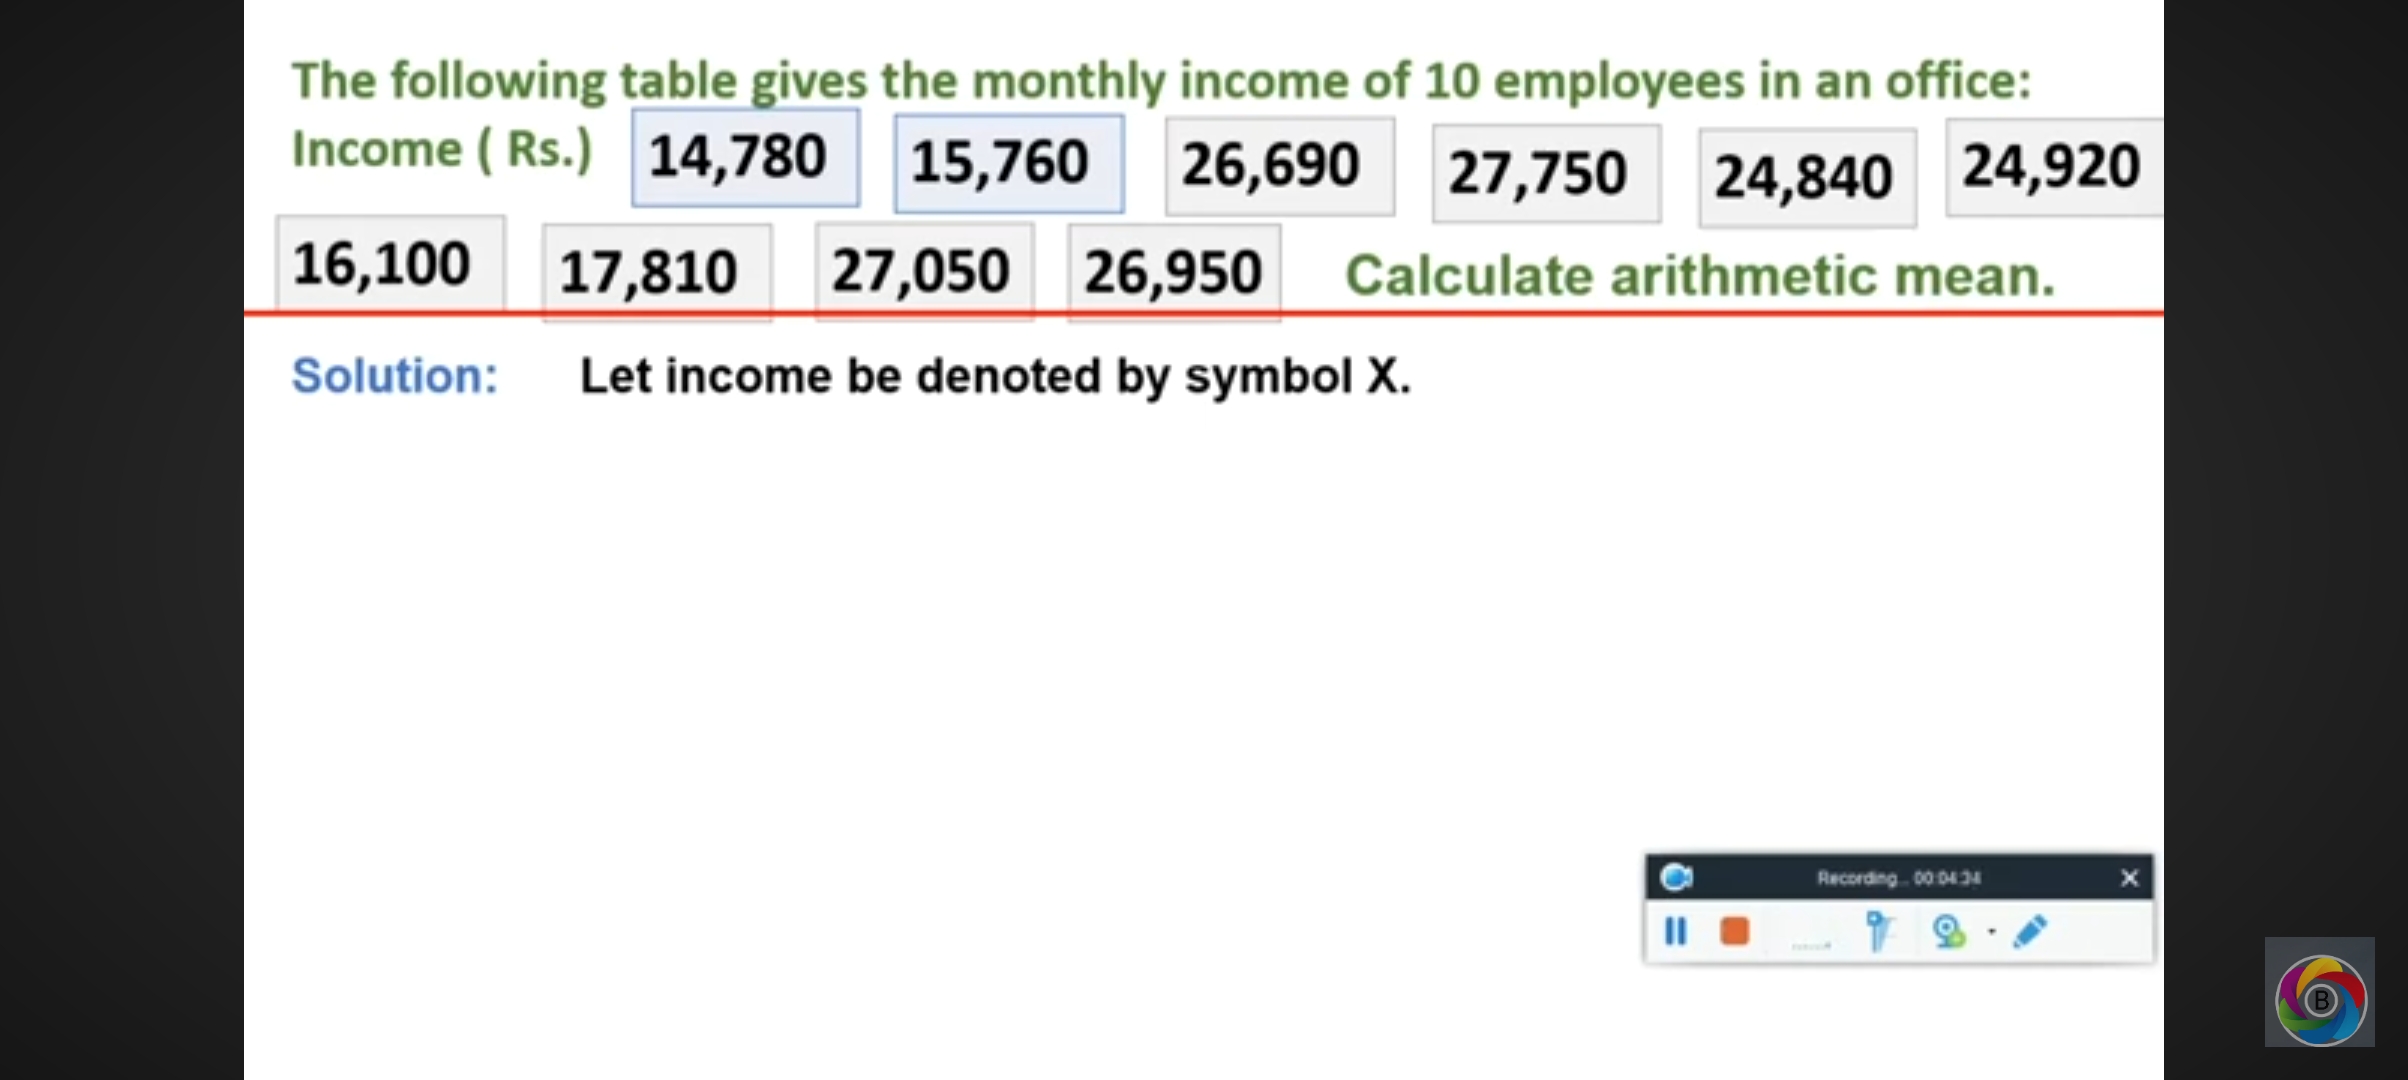 The following table gives the monthly income of 10 employees in an office:
Income ( Rs.) 14,780 15,760 26,690 27,750 24,840 24,920
16,100 17,810 27,050 26,950 Calculate arithmetic mean.
Solution: Let income be denoted by symbol X.
Recording... 00:04:34
B